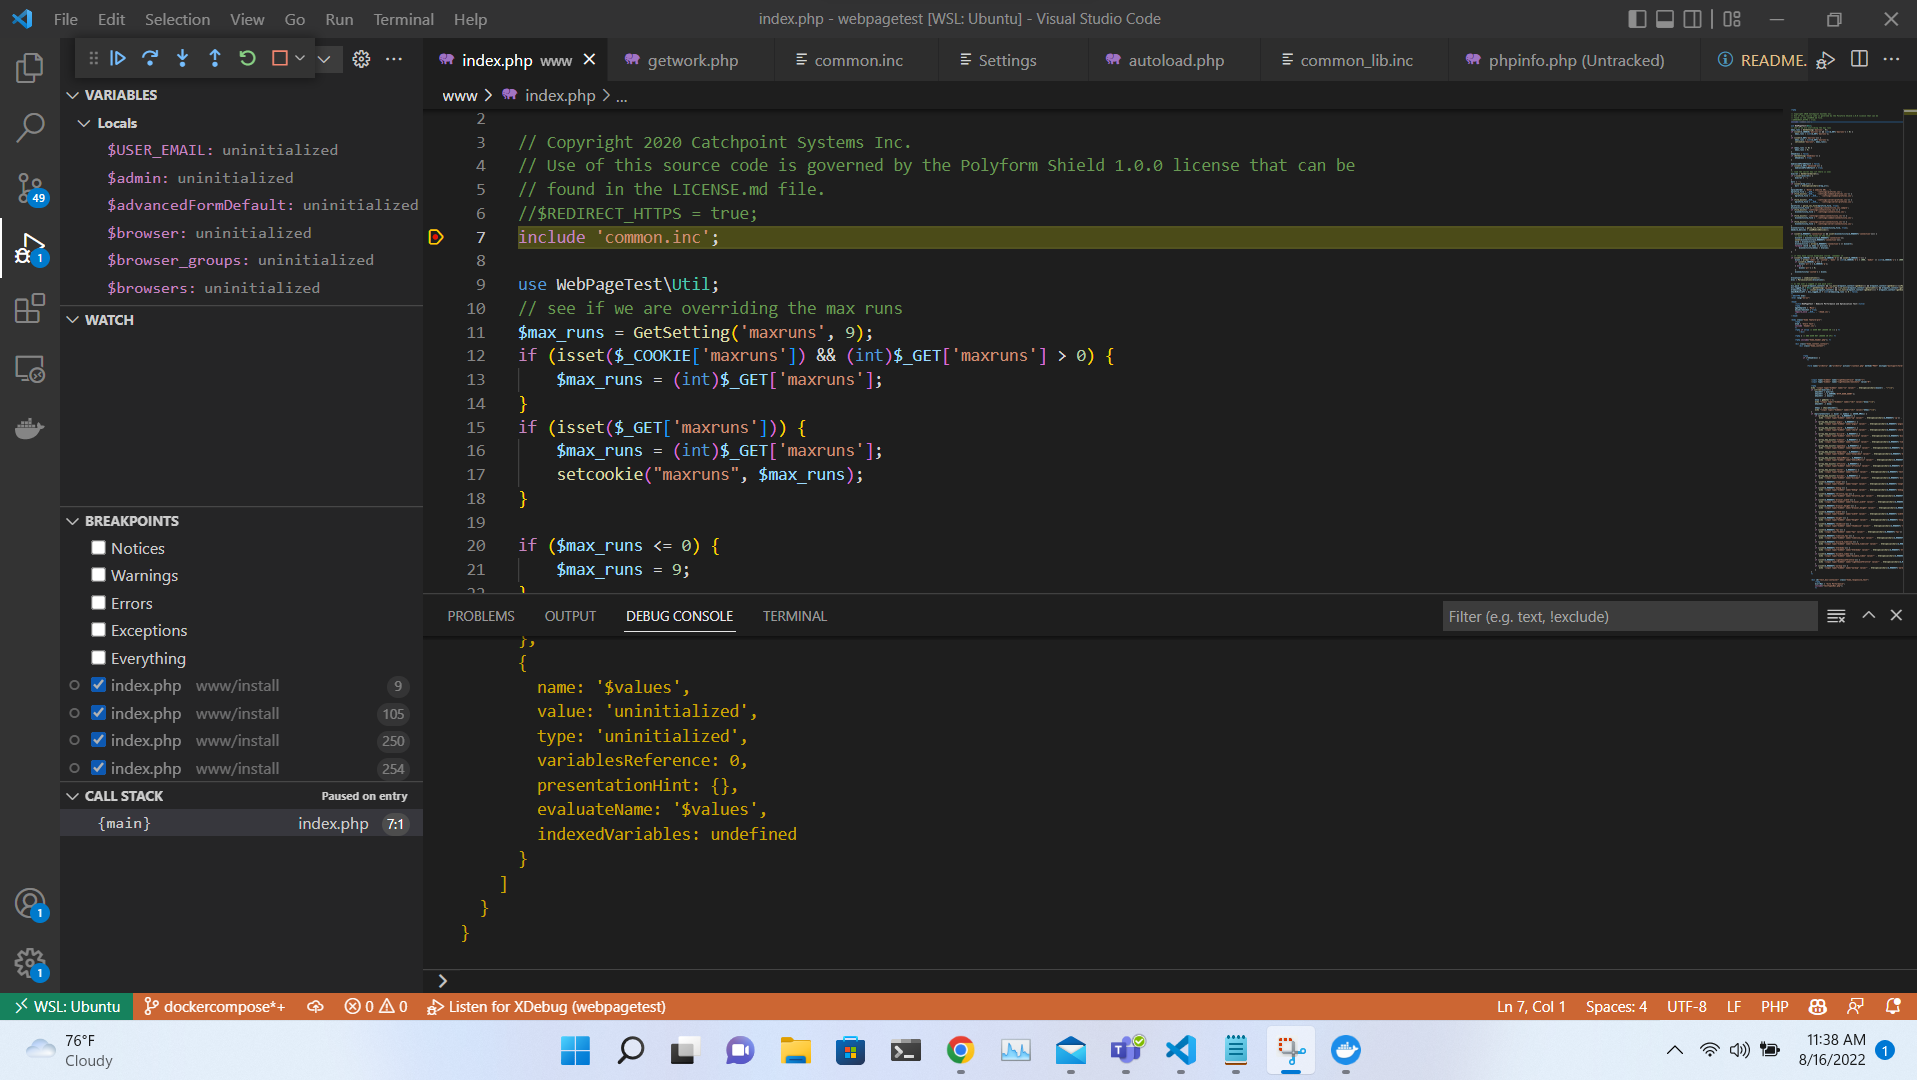 File Edit Selection View Go Run Terminal Help
index.php - webpagetest [WSL: Ubuntu] - Visual Studio Code
index.php www
getwork.php
common.inc
Settings
autoload.php
common_lib.inc
phpinfo.php (Untracked)
README.
www > index.php > ...
VARIABLES
Locals
$USER_EMAIL: uninitialized
$admin: uninitialized
$advancedFormDefault: uninitialized
$browser: uninitialized
$browser_groups: uninitialized
$browsers: uninitialized
WATCH
BREAKPOINTS
Notices
Warnings
Errors
Exceptions
Everything
index.php www/install 9
index.php www/install 105
index.php www/install 250
index.php www/install 254
CALL STACK Paused on entry
{main} index.php 7:1
49
1
1
1
2
3 // Copyright 2020 Catchpoint Systems Inc.
4 // Use of this source code is governed by the Polyform Shield 1.0.0 license that can be
5 // found in the LICENSE.md file.
6 //$REDIRECT_HTTPS = true;
7 include 'common.inc';
8
9 use WebPageTest\Util;
10 // see if we are overriding the max runs
11 $max_runs = GetSetting('maxruns', 9);
12 if (isset($_COOKIE['maxruns']) && (int)$_GET['maxruns'] > 0) {
13 $max_runs = (int)$_GET['maxruns'];
14 }
15 if (isset($_GET['maxruns'])) {
16 $max_runs = (int)$_GET['maxruns'];
17 setcookie("maxruns", $max_runs);
18 }
19
20 if ($max_runs <= 0) {
21 $max_runs = 9;
22 }
PROBLEMS OUTPUT DEBUG CONSOLE TERMINAL
Filter (e.g. text, !exclude)
},
{
name: '$values',
value: 'uninitialized',
type: 'uninitialized',
variablesReference: 0,
presentationHint: {},
evaluateName: '$values',
indexedVariables: undefined
}
]
}
}
>
WSL: Ubuntu dockercompose*+ 0 0 Listen for XDebug (webpagetest)
Ln 7, Col 1 Spaces: 4 UTF-8 LF PHP
76°F
Cloudy
11:38 AM
8/16/2022
1